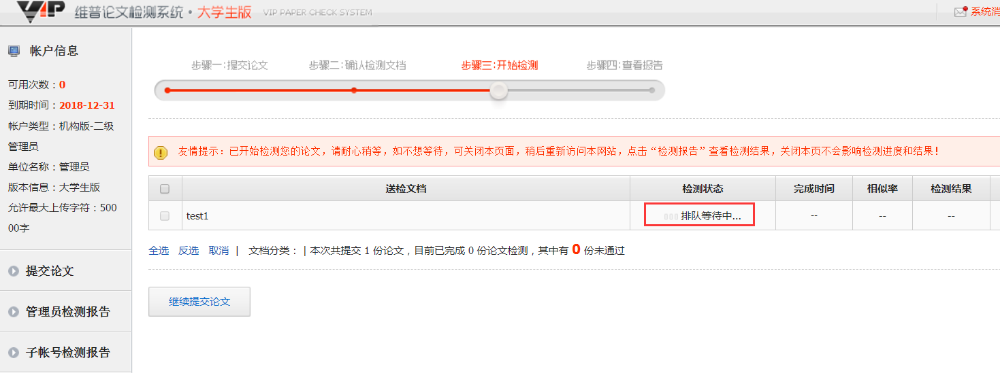 VIP 维普论文检测系统·大学生版 VIP PAPER CHECK SYSTEM
系统消
帐户信息
可用次数：0
到期时间：2018-12-31
帐户类型：机构版-二级
管理员
单位名称：管理员
版本信息：大学生版
允许最大上传字符：500
00字
提交论文
管理员检测报告
子帐号检测报告
步骤一:提交论文 步骤二:确认检测文档 步骤三:开始检测 步骤四:查看报告
友情提示：已开始检测您的论文，请耐心稍等，如不想等待，可关闭本页面，稍后重新访问本网站，点击“检测报告”查看检测结果，关闭本页不会影响检测进度和结果！
送检文档 检测状态 完成时间 相似率 检测结果
test1 排队等待中... -- -- --
全选 反选 取消 | 文档分类： | 本次共提交 1 份论文，目前已完成 0 份论文检测，其中有 0 份未通过
继续提交论文